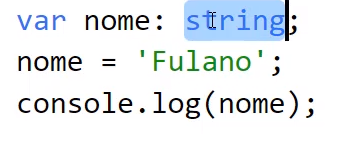 var nome: string;
nome = 'Fulano';
console.log(nome);